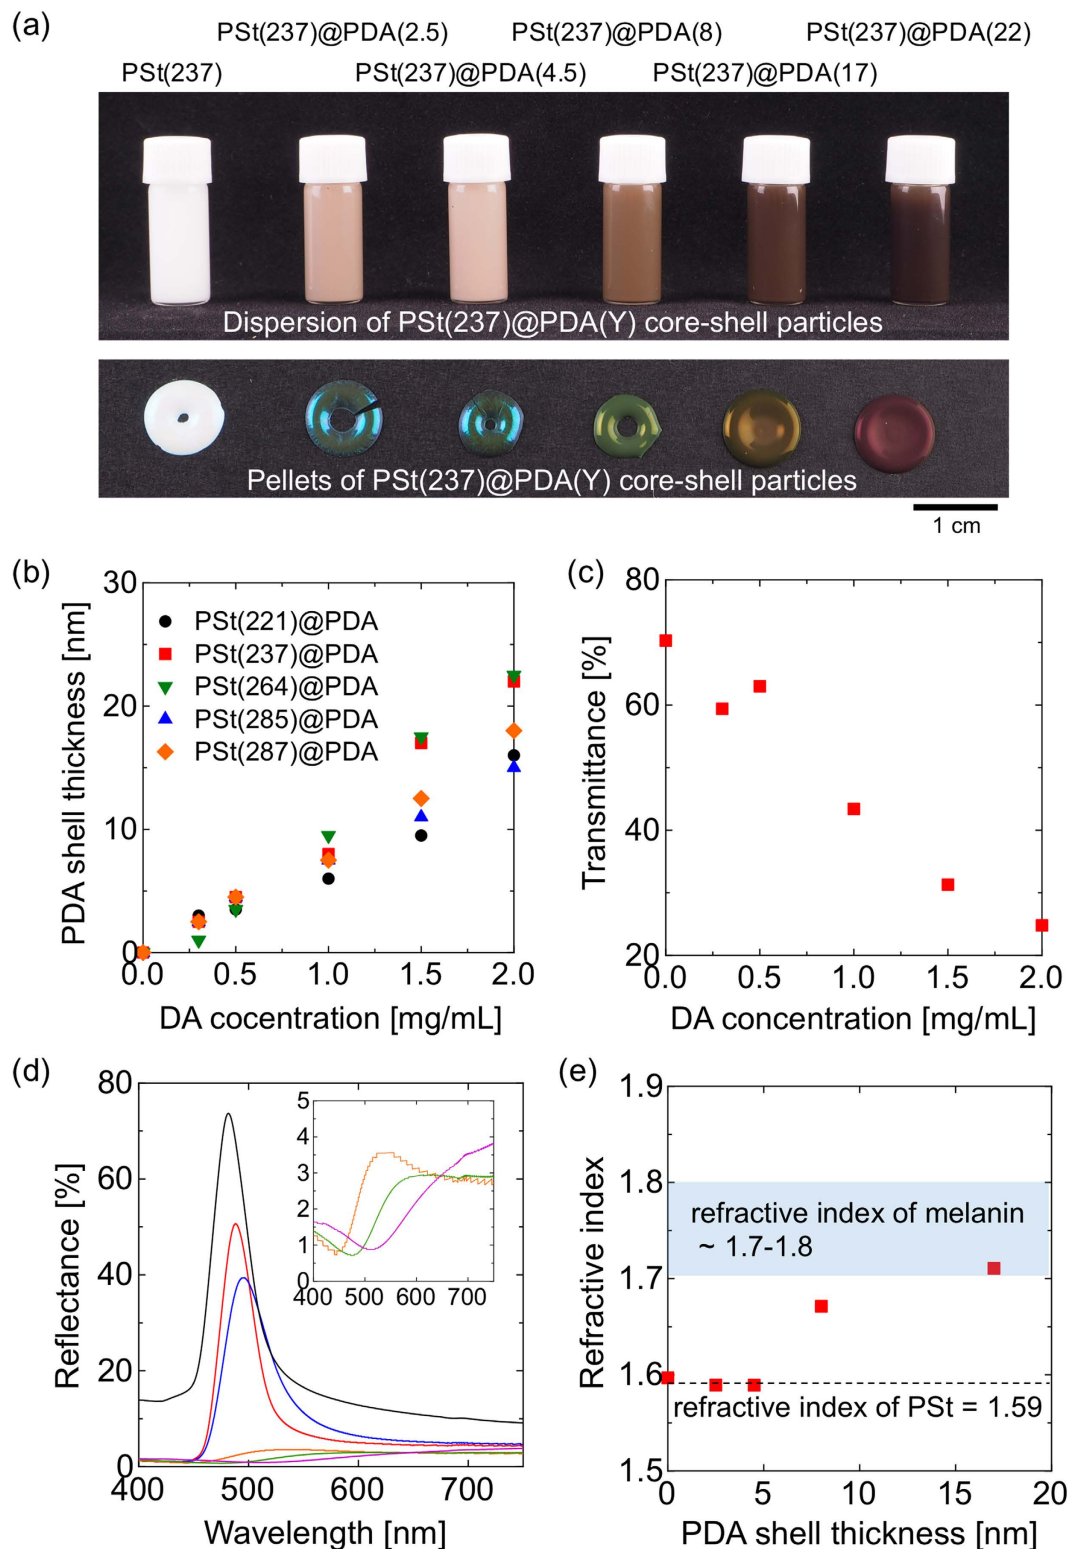 (a)
PSt(237)@PDA(2.5) PSt(237)@PDA(8) PSt(237)@PDA(22)
PSt(237) PSt(237)@PDA(4.5) PSt(237)@PDA(17)
Dispersion of PSt(237)@PDA(Y) core-shell particles
Pellets of PSt(237)@PDA(Y) core-shell particles
1 cm
(b)
30
20
10
0
PDA shell thickness [nm]
PSt(221)@PDA
PSt(237)@PDA
PSt(264)@PDA
PSt(285)@PDA
PSt(287)@PDA
0.0 0.5 1.0 1.5 2.0
DA cocentration [mg/mL]
(c)
80
60
40
20
Transmittance [%]
0.0 0.5 1.0 1.5 2.0
DA concentration [mg/mL]
(d)
80
60
40
20
0
Reflectance [%]
5
4
3
2
1
0
400 500 600 700
400 500 600 700
Wavelength [nm]
(e)
1.9
1.8
1.7
1.6
1.5
Refractive index
refractive index of melanin
~ 1.7-1.8
refractive index of PSt = 1.59
0 5 10 15 20
PDA shell thickness [nm]